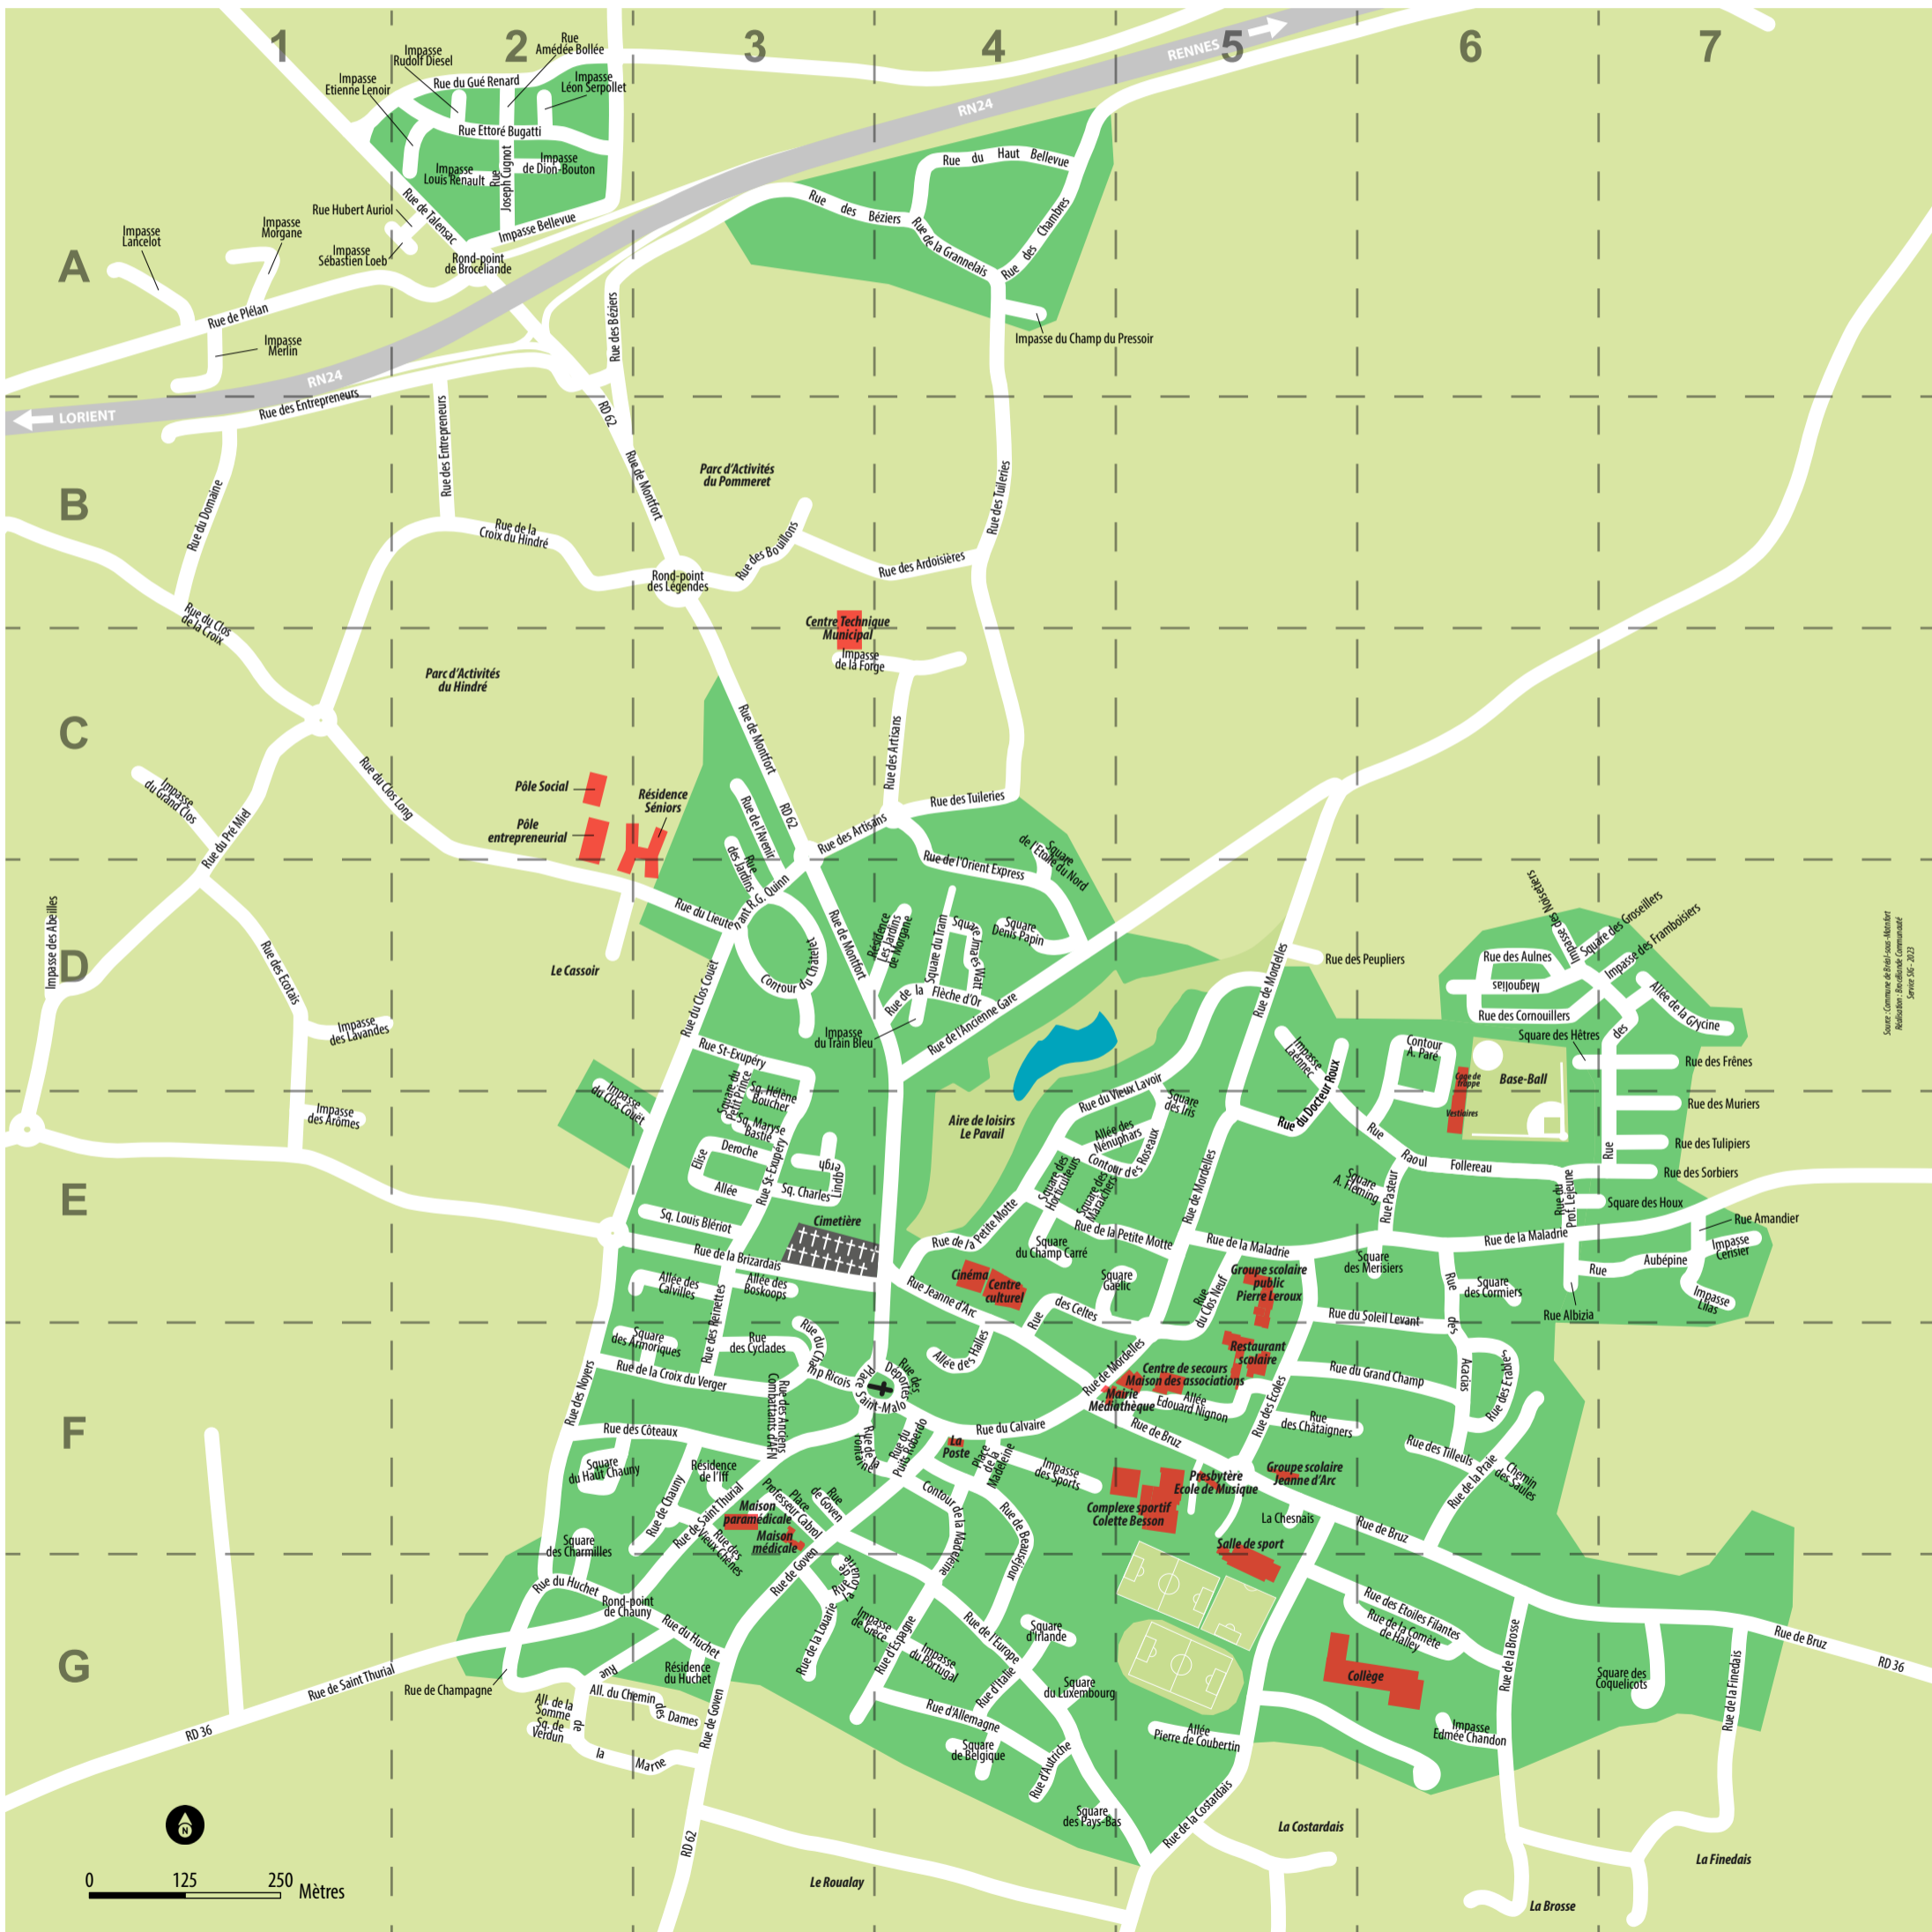 1
2
3
4
5
6
7
A
B
C
D
E
F
G
Impasse
Rudolf Diesel
Rue
Amédée Bollée
Impasse
Etienne Lenoir
Rue du Gué Renard
Impasse
Léon Serpollet
Rue Ettoré Bugatti
Impasse
Louis Renault
Rue
Joseph Cugnot
Impasse
de Dion-Bouton
Rue de Talensac
Impasse Bellevue
Rue Hubert Auriol
Impasse
Sébastien Loeb
Rond-point
de Brocéliande
Impasse
Lancelot
Impasse
Morgane
Rue de Plélan
Impasse
Merlin
RN24
RENNES
RN24
LORIENT
Rue des Béziers
Rue du Haut Bellevue
Rue de la Grannelais
Rue des Chambres
Impasse du Champ du Pressoir
Rue des Béziers
Rue des Entrepreneurs
Rue des Entrepreneurs
RD 62
Rue de Montfort
Parc d'Activités
du Pommeret
Rue des Tuileries
Rue du Domaine
Rue de la
Croix du Hindré
Rond-point
des Légendes
Rue des Bouillons
Rue des Ardoisières
Rue du Clos
de la Croix
Centre Technique
Municipal
Impasse
de la Forge
Parc d'Activités
du Hindré
Rue de Montfort
RD 62
Rue des Artisans
Rue des Tuileries
Rue des Artisans
Impasse
du Grand Clos
Rue du Pré Miel
Rue du Clos Long
Pôle Social
Pôle
entrepreneurial
Résidence
Séniors
Rue de l'Avenir
Rue
des Jardins
Rue du Lieutenant R.G. Quinn
Rue de l'Orient Express
Square
de l'Etoile du Nord
Impasse des Abeilles
Rue des Ecotais
Impasse
des Lavandes
Impasse
des Arômes
Le Cassoir
Rue du Clos Couët
Contour du Châtelet
Rue de Montfort
Résidence
Les Jardins
de Morgane
Square du Tram
Square James Watt
Square
Denis Papin
Rue de la Flèche d'Or
Impasse
du Train Bleu
Rue de l'Ancienne Gare
Rue de Mordelles
Rue des Peupliers
Impasse des Noisetiers
Square des Groseillers
Impasse des Framboisiers
Rue des Aulnes
Magnolias
Rue des Cornouillers
Allée de la Glycine
Square des Hêtres
Rue des
Rue des Frênes
Rue des Muriers
Rue des Tulipiers
Rue des Sorbiers
Square des Houx
Source : Commune de Bréal-sous-Montfort
Réalisation : Brocéliande Communauté
Service SIG - 2023
Impasse
Laënnec
Rue du Docteur Roux
Contour
A. Paré
Cage de
frappe
Vestiaires
Base-Ball
Rue St-Exupéry
Square du
Petit Prince
Sq. Hélène
Boucher
Sq. Maryse
Bastié
Impasse
du Clos Couët
Elise
Deroche
Allée
Rue St-Exupéry
Sq. Charles Lindbergh
Sq. Louis Blériot
Cimetière
Rue de la Brizardais
Aire de loisirs
Le Pavail
Rue du Vieux Lavoir
Square
des Iris
Allée des
Nénuphars
Contour des Roseaux
Square des
Horticulteurs
Square des
Maraîchers
Rue de la Petite Motte
Rue de la Petite Motte
Square
du Champ Carré
Rue de Mordelles
Rue Raoul Follereau
Square
A. Fleming
Rue Pasteur
Rue du
Prof. Lejeune
Rue de la Maladrie
Rue de la Maladrie
Rue Amandier
Impasse
Cerisier
Rue Aubépine
Impasse
Lilas
Rue Albizia
Square
des Merisiers
Square
des Cormiers
Rue des Acacias
Allée des
Calvilles
Allée des
Boskoops
Rue des Reinettes
Cinéma
Centre
culturel
Rue Jeanne d'Arc
Square
Gaëlic
Rue des Celtes
Rue
du Clos Neuf
Groupe scolaire
public
Pierre Leroux
Rue du Soleil Levant
Square
des Armoriques
Rue
des Cyclades
Rue du Champ Ricois
Rue de la Croix du Verger
Rue des Noyers
Rue des Anciens
Combattants d'AFN
Place Saint-Malo
Rue des
Déportés
Allée des Halles
Rue de Mordelles
Restaurant
scolaire
Centre de secours
Maison des associations
Mairie
Médiathèque
Allée
Edouard Nignon
Rue des Ecoles
Rue du Grand Champ
Rue des Erables
Rue
des Châtaigners
Rue des Tilleuls
Rue de la Praie
Chemin
des Saules
Rue des Côteaux
Square
du Haut Chauny
Résidence
de l'Iff
Rue de Chauny
Rue de Saint Thurial
Rue de la
Fontaine
Rue du
Puits Roberdo
Rue du Calvaire
La
Poste
Place
de la
Madeleine
Impasse
des Sports
Rue de Bruz
Complexe sportif
Colette Besson
Presbytère
Ecole de Musique
Groupe scolaire
Jeanne d'Arc
La Chesnais
Rue de Bruz
Salle de sport
Maison
paramédicale
Place
Professeur Cabrol
Rue
de Goven
Maison
médicale
Rue des
Vieux Chênes
Square
des Charmilles
Contour de la Madeleine
Rue de Beauséjour
Rue du Huchet
Rond-point
de Chauny
Rue du Huchet
Résidence
du Huchet
Rue de Goven
Rue de la Louarie
Rue de
la Louarie
Impasse
de Grèce
Rue d'Espagne
Impasse
du Portugal
Rue de l'Europe
Square
d'Irlande
Rue d'Italie
Square
du Luxembourg
Rue d'Allemagne
Square
de Belgique
Rue d'Autriche
Square
des Pays-Bas
Allée
Pierre de Coubertin
Rue des Etoiles Filantes
Rue de la Comète
de Halley
Collège
Impasse
Edmée Chandon
Rue de la Brosse
Square des
Coquelicots
Rue de la Finedais
Rue de Bruz
RD 36
Rue de Saint Thurial
RD 36
Rue de Champagne
All. de la
Somme
Sq. de
Verdun
All. du Chemin des Dames
Rue de la Marne
Rue de Goven
RD 62
Rue de la Costardais
La Costardais
La Finedais
La Brosse
Le Roualay
N
0 125 250 Mètres